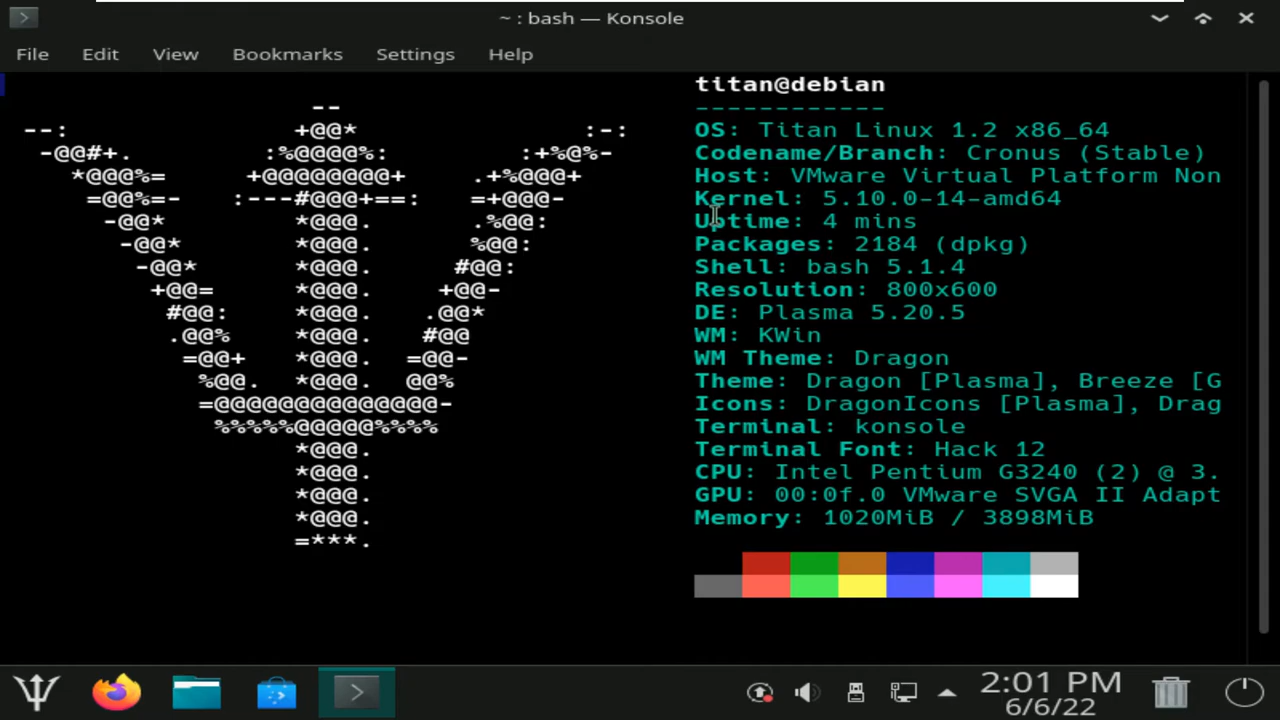 ~ : bash — Konsole
File Edit View Bookmarks Settings Help
titan@debian
------------
OS: Titan Linux 1.2 x86_64
Codename/Branch: Cronus (Stable)
Host: VMware Virtual Platform Non
Kernel: 5.10.0-14-amd64
Uptime: 4 mins
Packages: 2184 (dpkg)
Shell: bash 5.1.4
Resolution: 800x600
DE: Plasma 5.20.5
WM: KWin
WM Theme: Dragon
Theme: Dragon [Plasma], Breeze [G
Icons: DragonIcons [Plasma], Drag
Terminal: konsole
Terminal Font: Hack 12
CPU: Intel Pentium G3240 (2) @ 3.
GPU: 00:0f.0 VMware SVGA II Adapt
Memory: 1020MiB / 3898MiB
2:01 PM
6/6/22